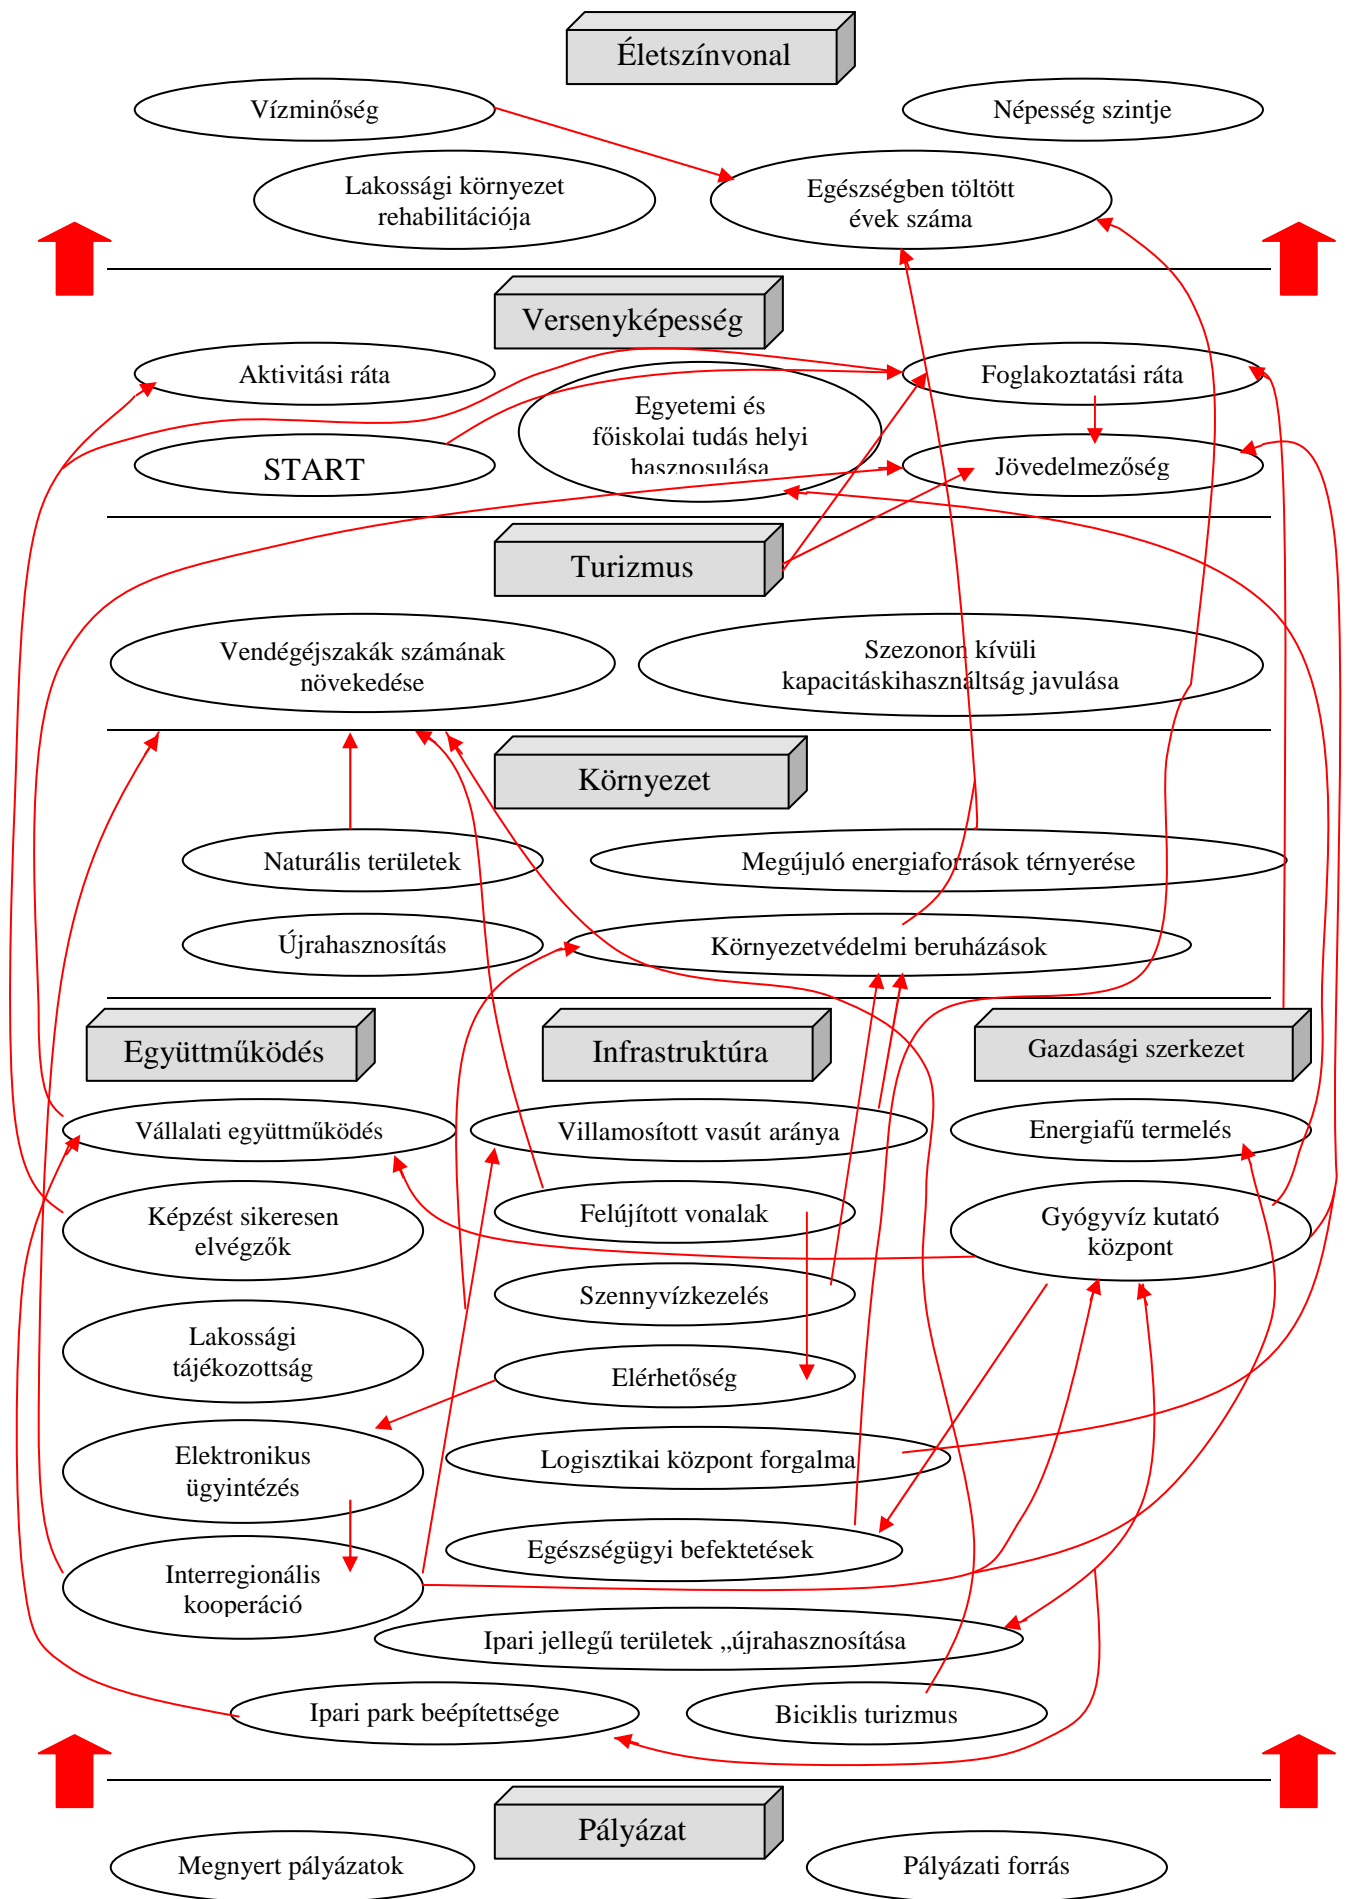 Életszínvonal
Vízminőség
Népesség szintje
Lakossági környezet
rehabilitációja
Egészségben töltött
évek száma
Versenyképesség
Aktivitási ráta
Foglakoztatási ráta
Egyetemi és
főiskolai tudás helyi
hasznosulása
START
Jövedelmezőség
Turizmus
Vendégéjszakák számának
növekedése
Szezonon kívüli
kapacitáskihasználtság javulása
Környezet
Naturális területek
Megújuló energiaforrások térnyerése
Újrahasznosítás
Környezetvédelmi beruházások
Együttműködés
Infrastruktúra
Gazdasági szerkezet
Vállalati együttműködés
Villamosított vasút aránya
Energiafű termelés
Képzést sikeresen
elvégzők
Felújított vonalak
Gyógyvíz kutató
központ
Szennyvízkezelés
Lakossági
tájékozottság
Elérhetőség
Elektronikus
ügyintézés
Logisztikai központ forgalma
Egészségügyi befektetések
Interregionális
kooperáció
Ipari jellegű területek „újrahasznosítása
Ipari park beépítettsége
Biciklis turizmus
Pályázat
Megnyert pályázatok
Pályázati forrás